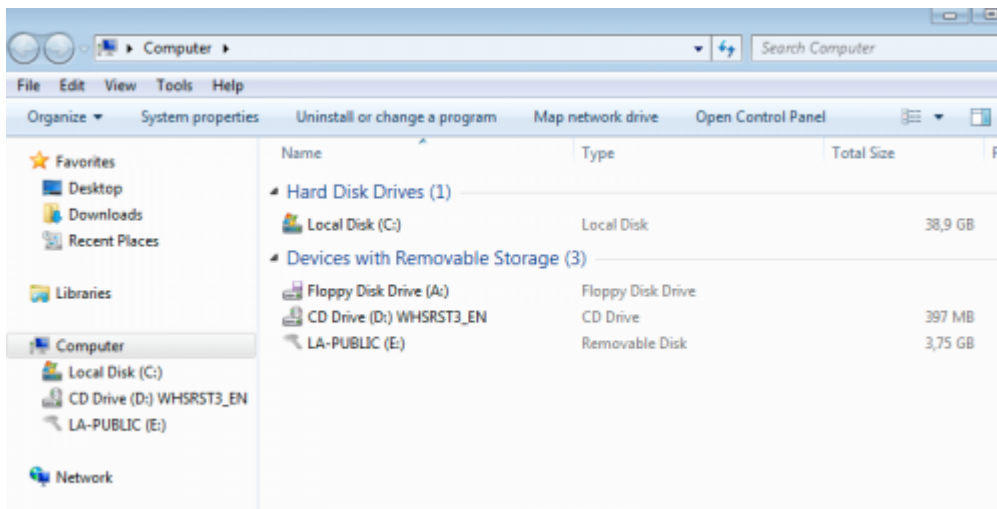 Computer
Search Computer
File Edit View Tools Help
Organize System properties Uninstall or change a program Map network drive Open Control Panel
Favorites
Desktop
Downloads
Recent Places
Libraries
Computer
Local Disk (C:)
CD Drive (D:) WHSRST3_EN
LA-PUBLIC (E:)
Network
Name Type Total Size F
Hard Disk Drives (1)
Local Disk (C:) Local Disk 38,9 GB
Devices with Removable Storage (3)
Floppy Disk Drive (A:) Floppy Disk Drive
CD Drive (D:) WHSRST3_EN CD Drive 397 MB
LA-PUBLIC (E:) Removable Disk 3,75 GB